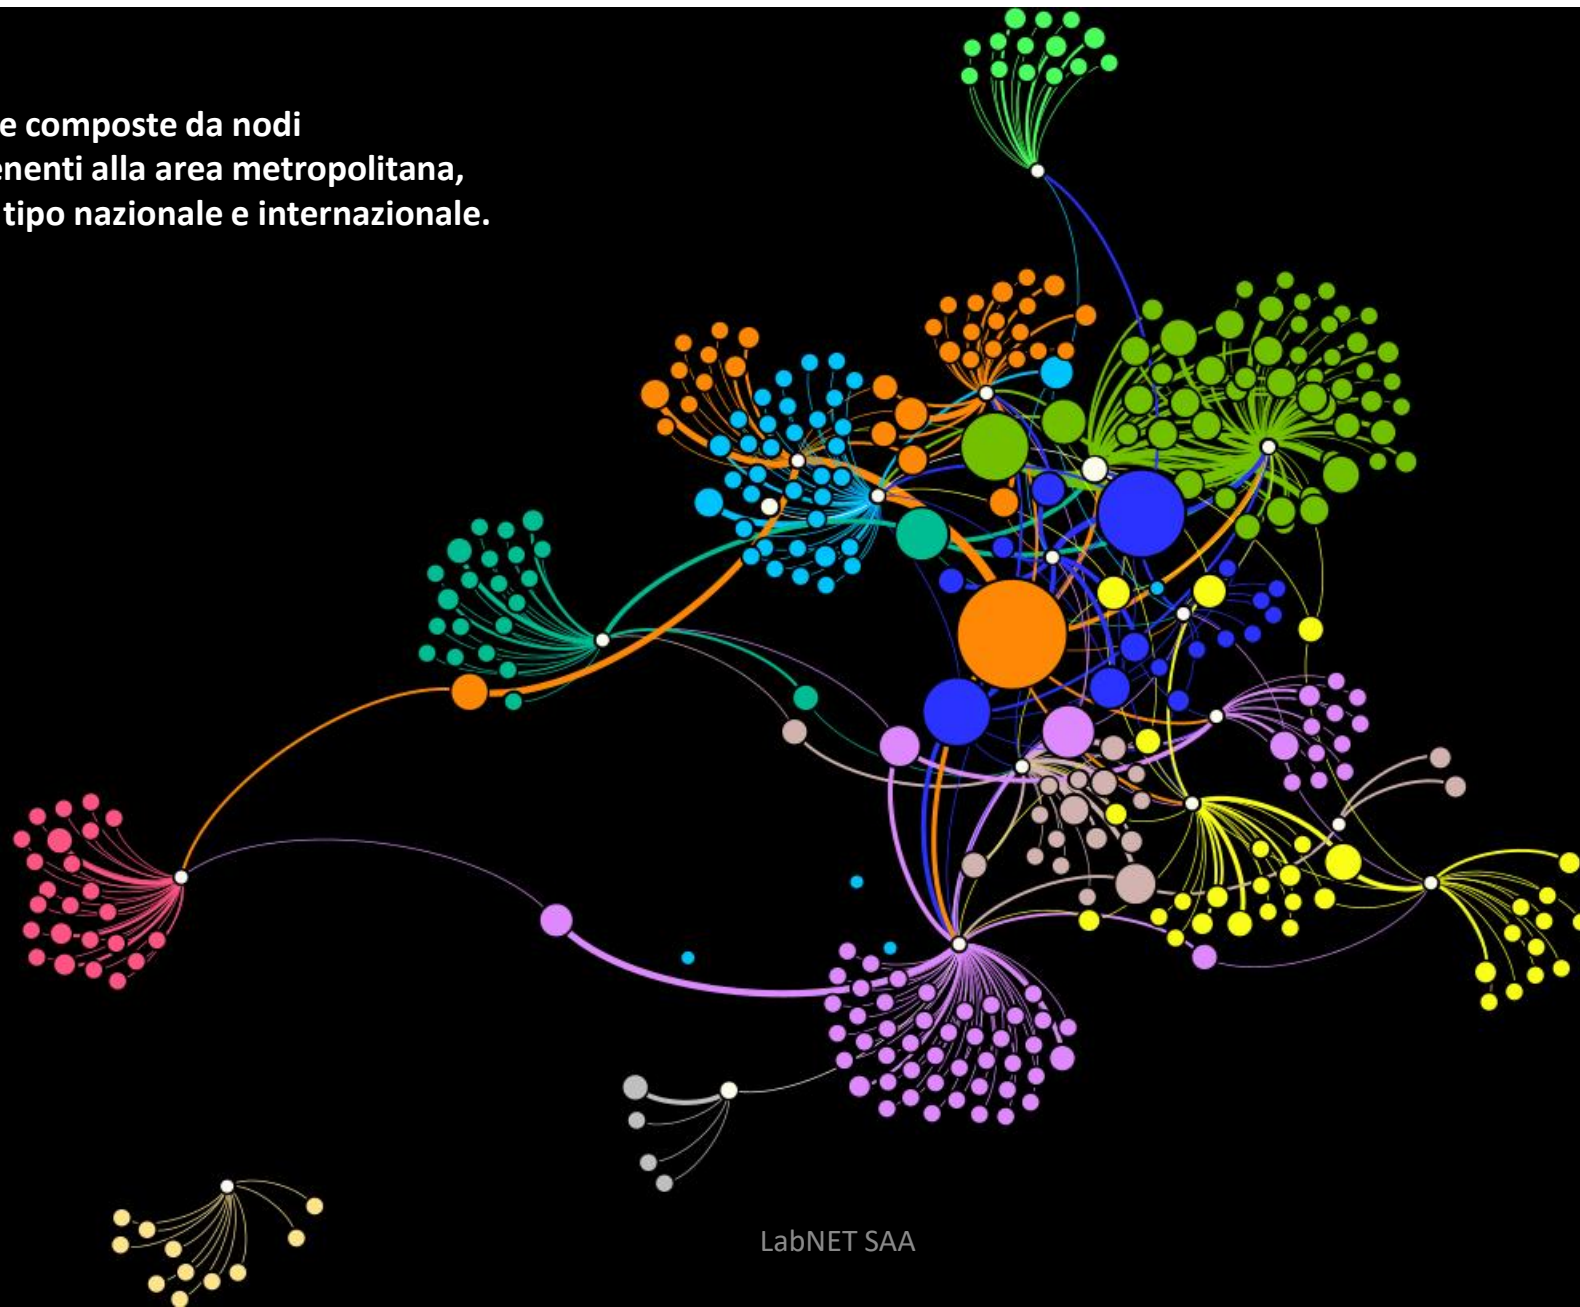 e composte da nodi
enenti alla area metropolitana,
tipo nazionale e internazionale.
LabNET SAA